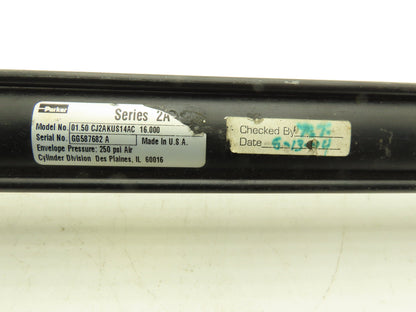 Parker
Series 2A
Model No. 01.50 CJ2AKUS14AC 16.000
Serial No. GG587682 A
Made in U.S.A.
Envelope Pressure: 250 psi Air
Cylinder Division Des Plaines, IL 60016
Checked By
Date